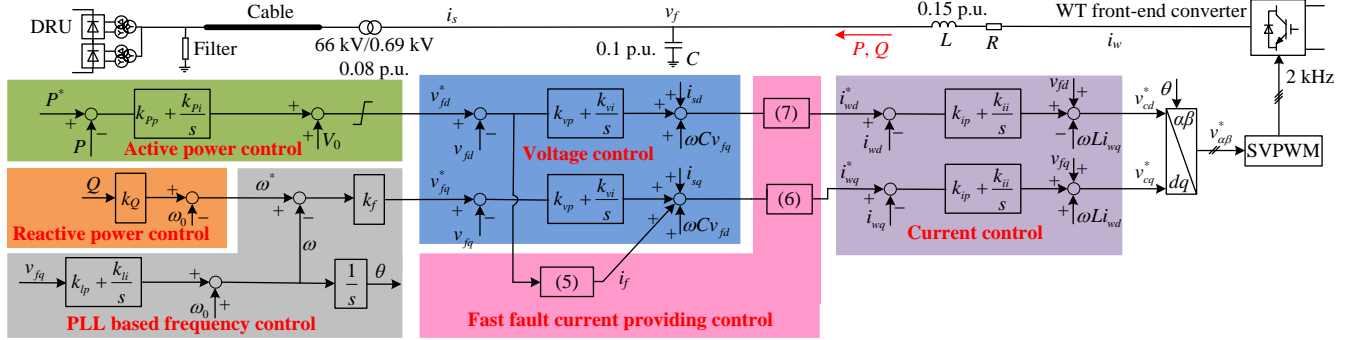 DRU
Cable
Filter
66 kV/0.69 kV
0.08 p.u.
i_s
v_f
0.1 p.u.
C
P, Q
0.15 p.u.
L
R
WT front-end converter
i_w
2 kHz
P*
+
−
P
k_Pp + k_Pi/s
+
+
V_0
Active power control
Q
k_Q
+
−
ω_0
Reactive power control
ω*
+
−
ω
k_f
v_fq
k_lp + k_li/s
+
+
ω_0
1/s
θ
PLL based frequency control
v*_fd
+
−
v_fd
k_vp + k_vi/s
+
+
+
i_sd
ωCv_fq
Voltage control
v*_fq
+
−
v_fq
k_vp + k_vi/s
+
+
+
+
i_sq
ωCv_fd
(5)
i_f
(7)
(6)
Fast fault current providing control
i*_wd
+
−
i_wd
k_ip + k_ii/s
v_fd
+
+
−
ωLi_wq
v*_cd
i*_wq
+
−
i_wq
k_ip + k_ii/s
v_fq
+
+
+
ωLi_wd
v*_cq
Current control
θ
αβ
dq
v*_αβ
SVPWM